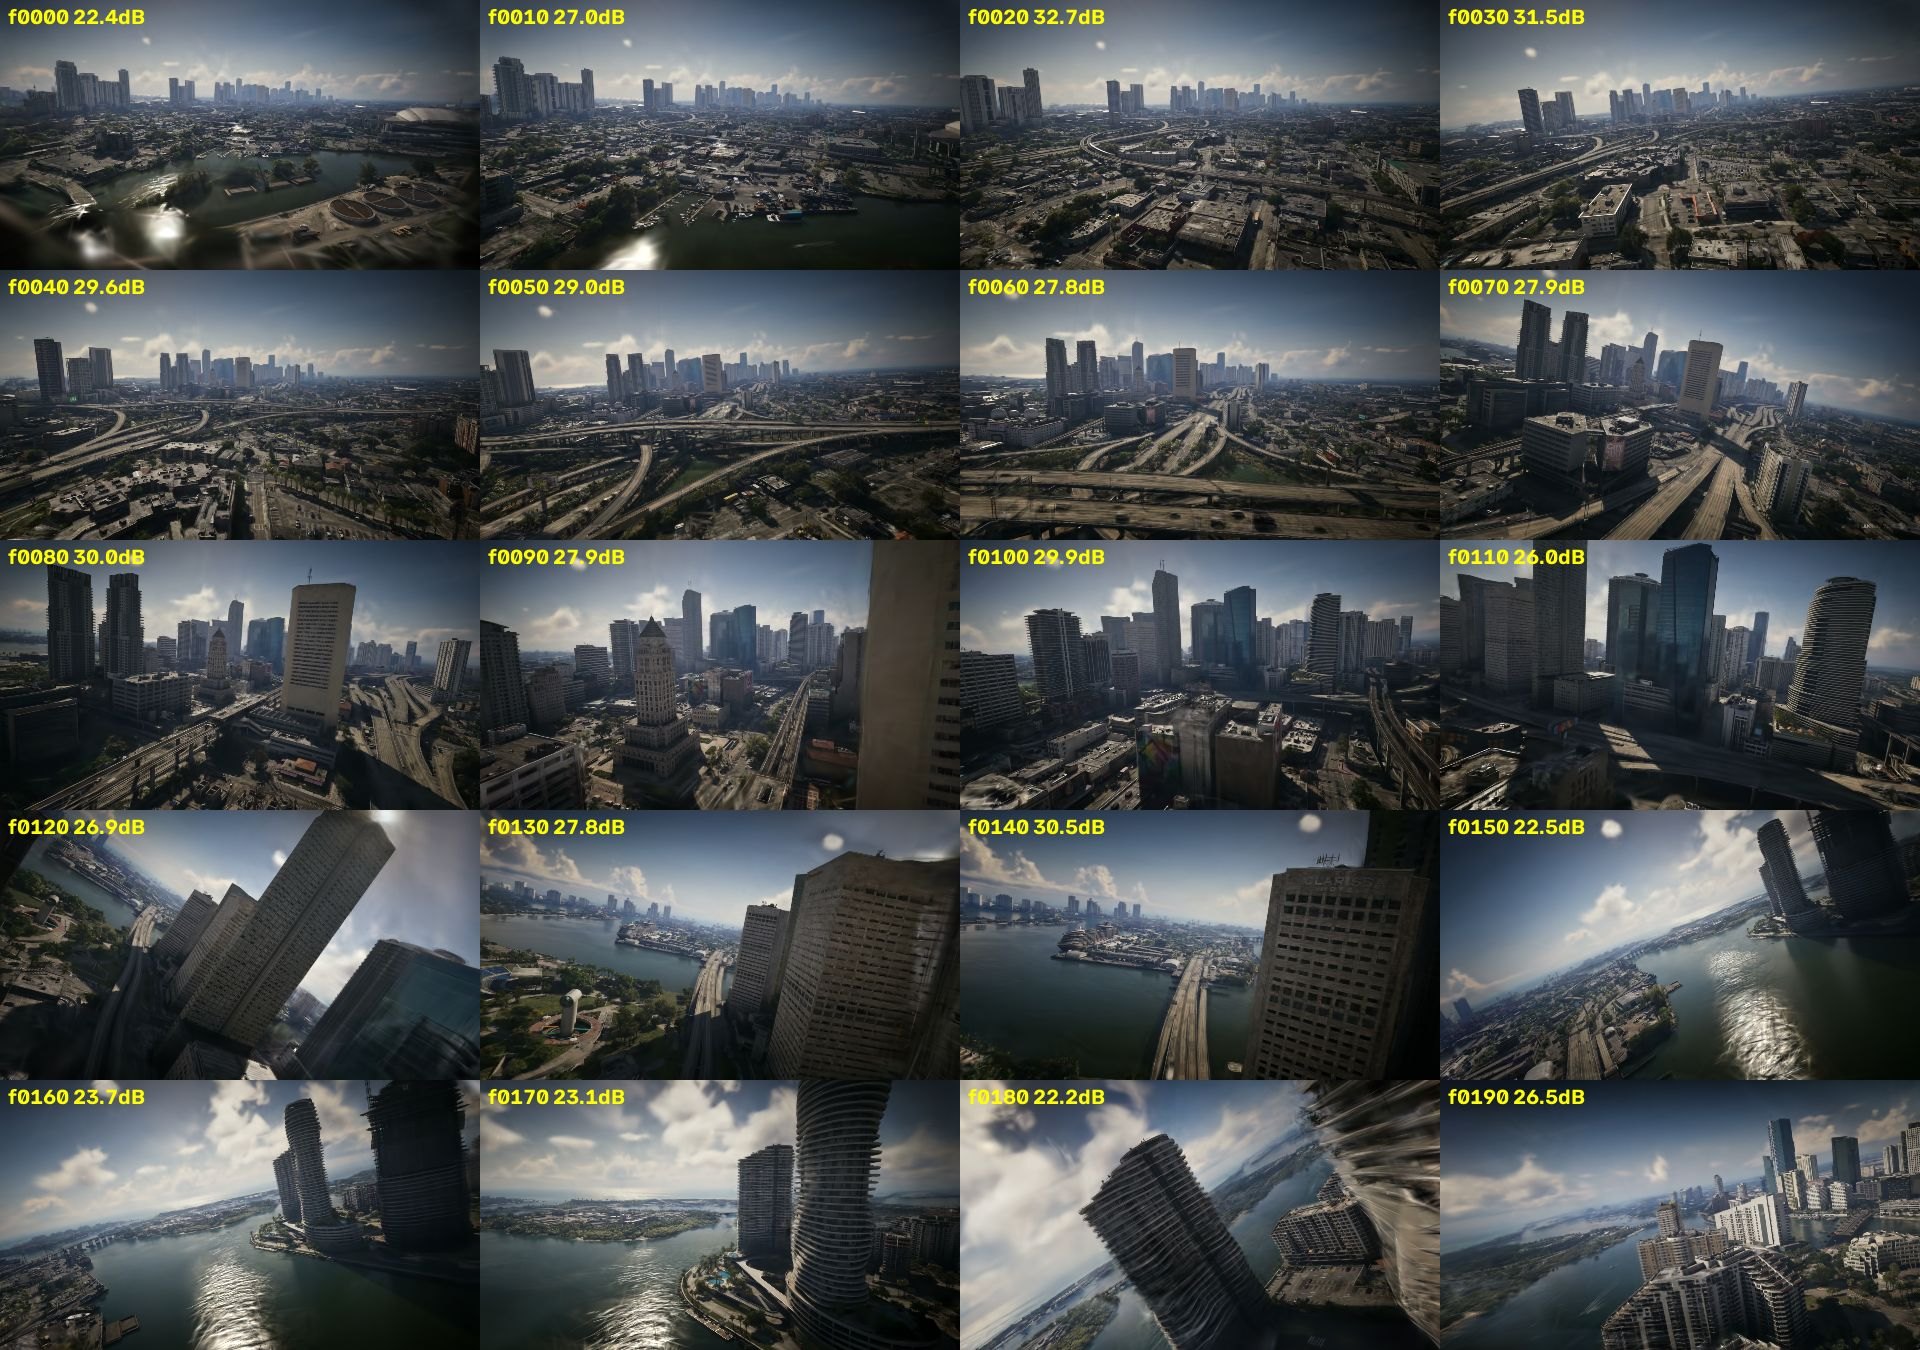 f0000 22.4dB
f0010 27.0dB
f0020 32.7dB
f0030 31.5dB
f0040 29.6dB
f0050 29.0dB
f0060 27.8dB
f0070 27.9dB
f0080 30.0dB
f0090 27.9dB
f0100 29.9dB
f0110 26.0dB
f0120 26.9dB
f0130 27.8dB
f0140 30.5dB
f0150 22.5dB
f0160 23.7dB
f0170 23.1dB
f0180 22.2dB
f0190 26.5dB